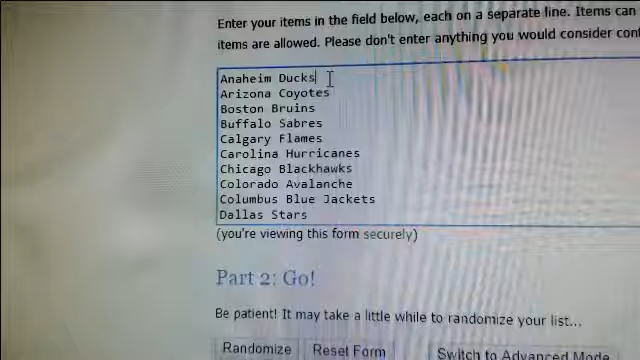 Enter your items in the field below, each on a separate line. Items can
items are allowed. Please don't enter anything you would consider
Anaheim Ducks
Arizona Coyotes
Boston Bruins
Buffalo Sabres
Calgary Flames
Carolina Hurricanes
Chicago Blackhawks
Colorado Avalanche
Columbus Blue Jackets
Dallas Stars
(you're viewing this form securely)
Part 2: Go!
Be patient! It may take a little while to randomize your list...
Randomize
Reset Form
Switch to Advanced Mode